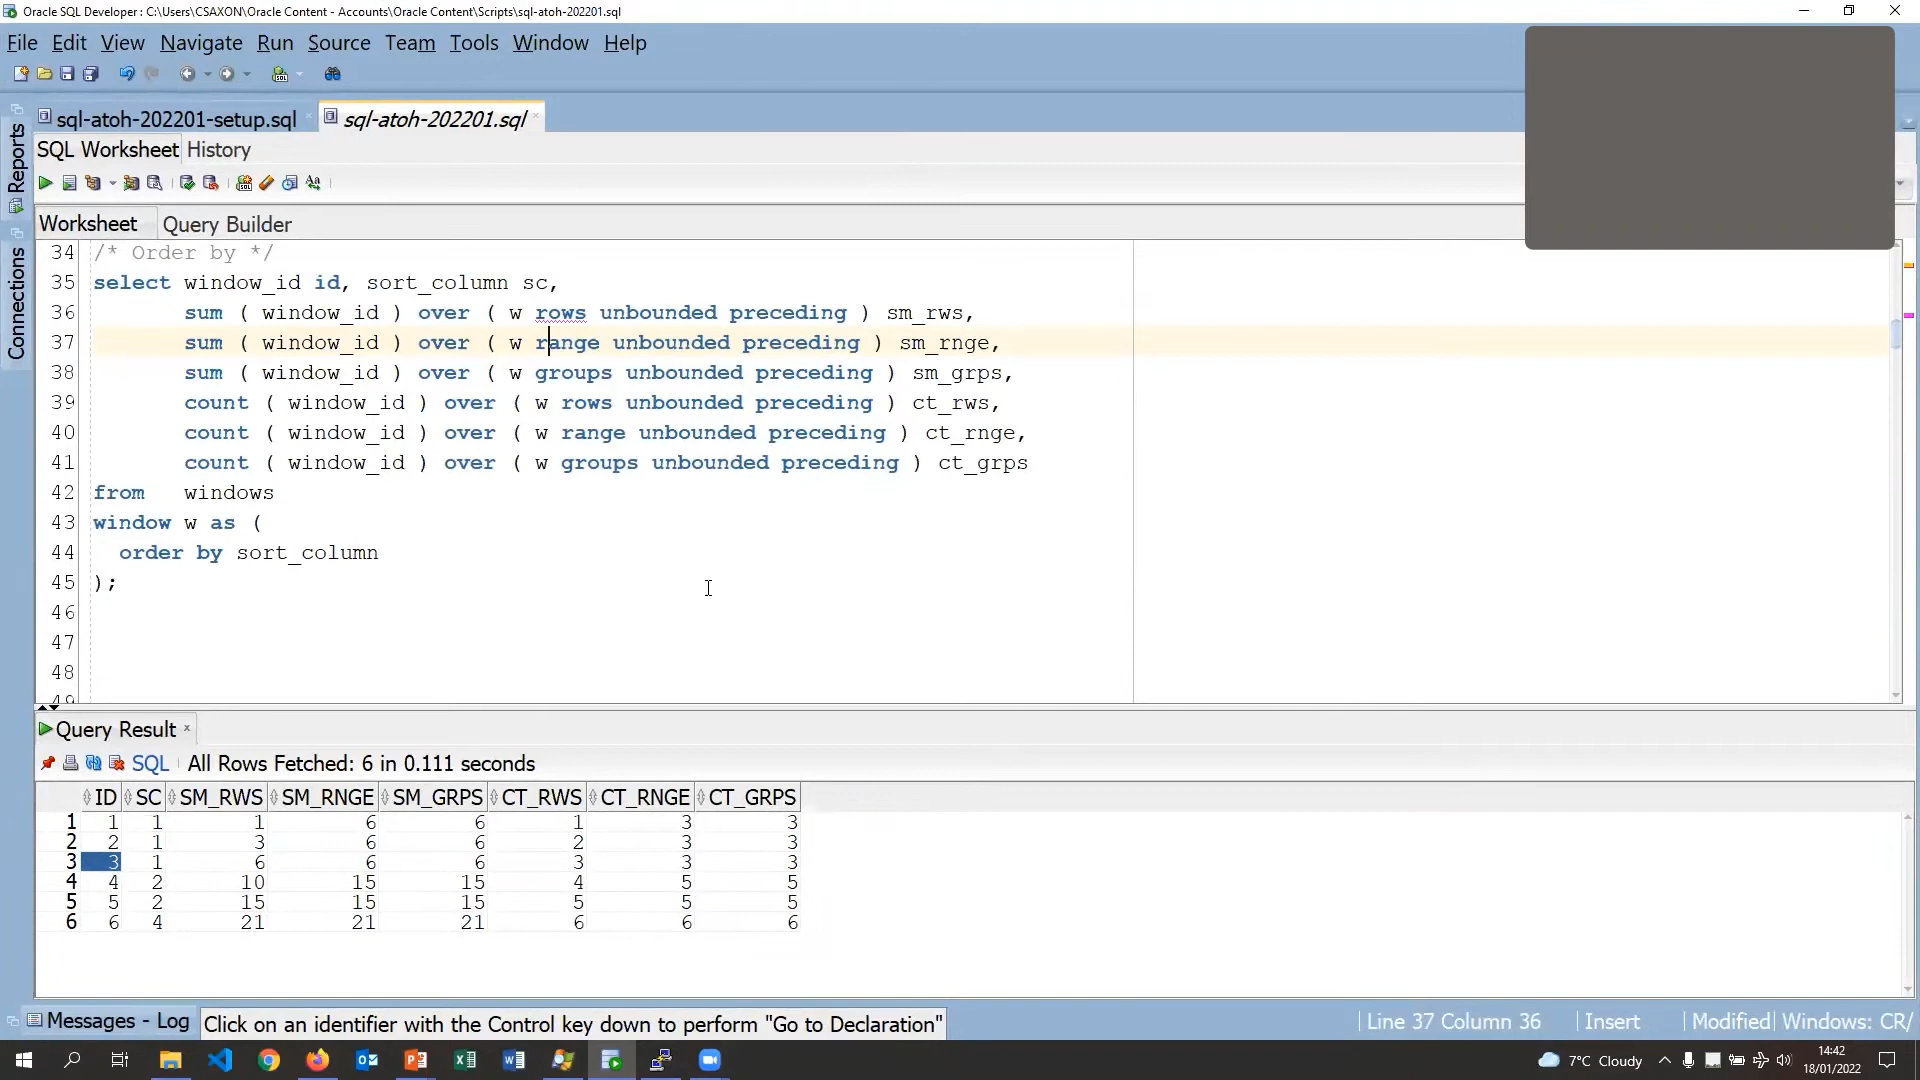 Oracle SQL Developer : C:\Users\CSAXON\Oracle Content - Accounts\Oracle Content\Scripts\sql-atoh-202201.sql
File Edit View Navigate Run Source Team Tools Window Help
sql-atoh-202201-setup.sql sql-atoh-202201.sql
SQL Worksheet History
Worksheet Query Builder
Reports
Connections
34 /* Order by */
35 select window_id id, sort_column sc,
36 sum ( window_id ) over ( w rows unbounded preceding ) sm_rws,
37 sum ( window_id ) over ( w range unbounded preceding ) sm_rnge,
38 sum ( window_id ) over ( w groups unbounded preceding ) sm_grps,
39 count ( window_id ) over ( w rows unbounded preceding ) ct_rws,
40 count ( window_id ) over ( w range unbounded preceding ) ct_rnge,
41 count ( window_id ) over ( w groups unbounded preceding ) ct_grps
42 from windows
43 window w as (
44 order by sort_column
45 );
46
47
48
49
Query Result
SQL All Rows Fetched: 6 in 0.111 seconds
ID SC SM_RWS SM_RNGE SM_GRPS CT_RWS CT_RNGE CT_GRPS
1 1 1 1 6 6 1 3 3
2 2 1 3 6 6 2 3 3
3 3 1 6 6 6 3 3 3
4 4 2 10 15 15 4 5 5
5 5 2 15 15 15 5 5 5
6 6 4 21 21 21 6 6 6
Messages - Log Click on an identifier with the Control key down to perform "Go to Declaration" Line 37 Column 36 Insert Modified Windows: CR/
7°C Cloudy 14:42
18/01/2022